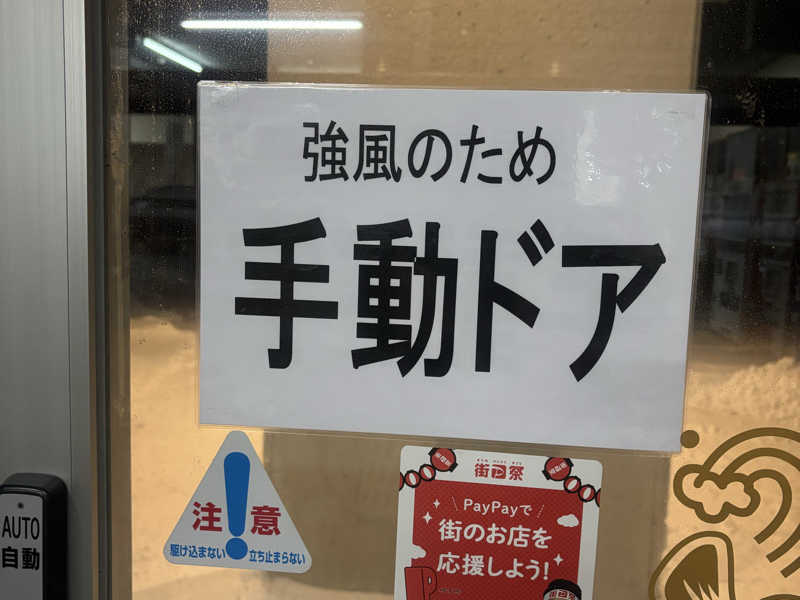 強風のため
手動ドア
注!意
駆け込まない 立ち止まらない
AUTO
自動
街P祭
PayPayで
街のお店を
応援しよう!